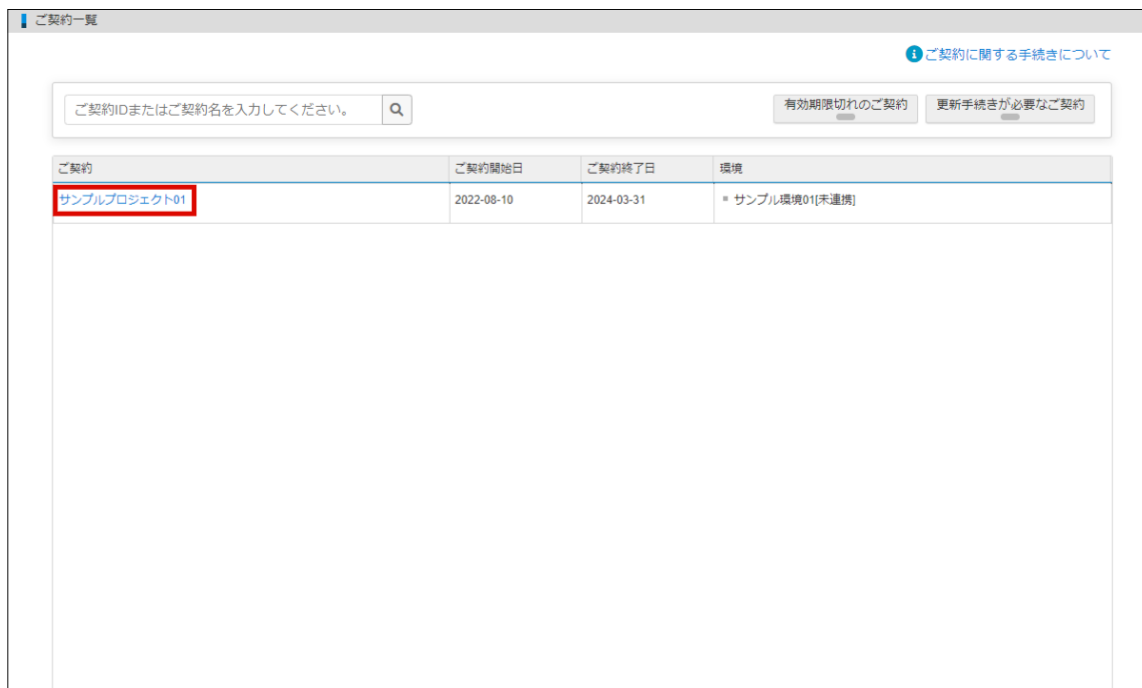 ご契約一覧
ご契約に関する手続きについて
ご契約IDまたはご契約名を入力してください。
有効期限切れのご契約 更新手続きが必要なご契約
ご契約 ご契約開始日 ご契約終了日 環境
サンプルプロジェクト01 2022-08-10 2024-03-31 サンプル環境01[未連携]